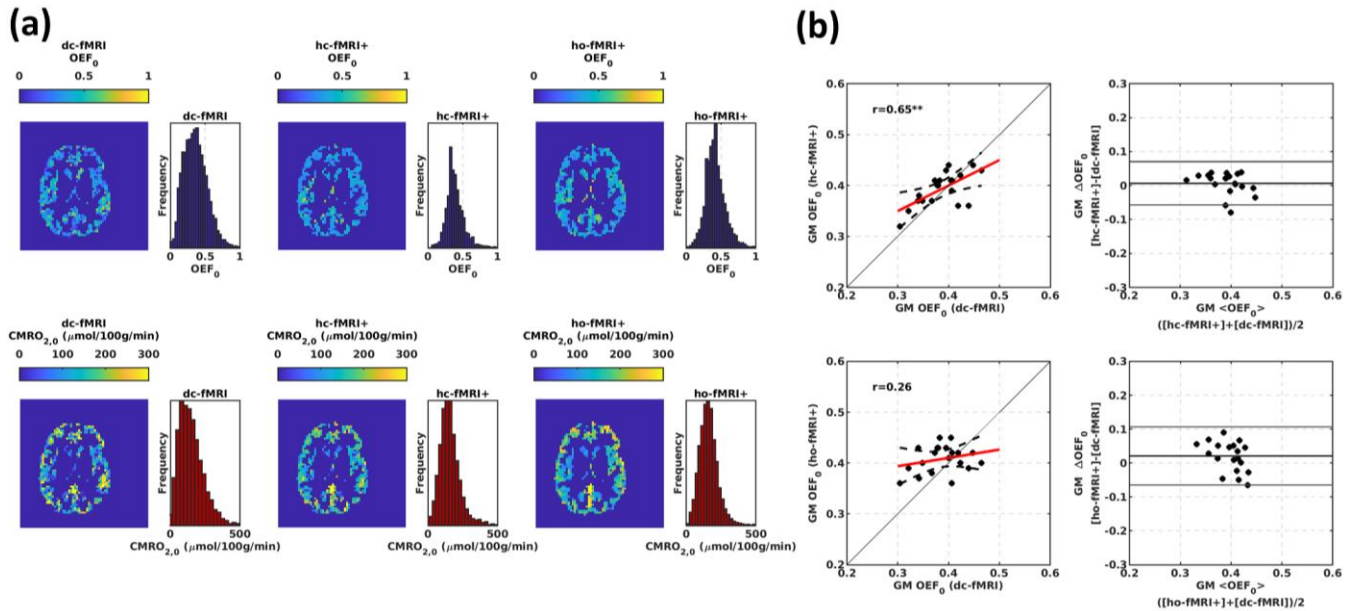 (a)
dc-fMRI
OEF0
0 0.5 1
dc-fMRI
Frequency
0 0.5 1
OEF0
hc-fMRI+
OEF0
0 0.5 1
hc-fMRI+
Frequency
0 0.5 1
OEF0
ho-fMRI+
OEF0
0 0.5 1
ho-fMRI+
Frequency
0 0.5 1
OEF0
dc-fMRI
CMRO2,0 (μmol/100g/min)
0 100 200 300
dc-fMRI
Frequency
0 500
CMRO2,0 (μmol/100g/min)
hc-fMRI+
CMRO2,0 (μmol/100g/min)
0 100 200 300
hc-fMRI+
Frequency
0 500
CMRO2,0 (μmol/100g/min)
ho-fMRI+
CMRO2,0 (μmol/100g/min)
0 100 200 300
ho-fMRI+
Frequency
0 500
CMRO2,0 (μmol/100g/min)
(b)
r=0.65**
GM OEF0 (hc-fMRI+)
0.6
0.5
0.4
0.3
0.2
0.2 0.3 0.4 0.5 0.6
GM OEF0 (dc-fMRI)
GM ΔOEF0
[hc-fMRI+]-[dc-fMRI]
0.3
0.2
0.1
0
-0.1
-0.2
-0.3
0.2 0.3 0.4 0.5 0.6
GM <OEF0>
([hc-fMRI+]+[dc-fMRI])/2
r=0.26
GM OEF0 (ho-fMRI+)
0.6
0.5
0.4
0.3
0.2
0.2 0.3 0.4 0.5 0.6
GM OEF0 (dc-fMRI)
GM ΔOEF0
[ho-fMRI+]-[dc-fMRI]
0.3
0.2
0.1
0
-0.1
-0.2
-0.3
0.2 0.3 0.4 0.5 0.6
GM <OEF0>
([ho-fMRI+]+[dc-fMRI])/2